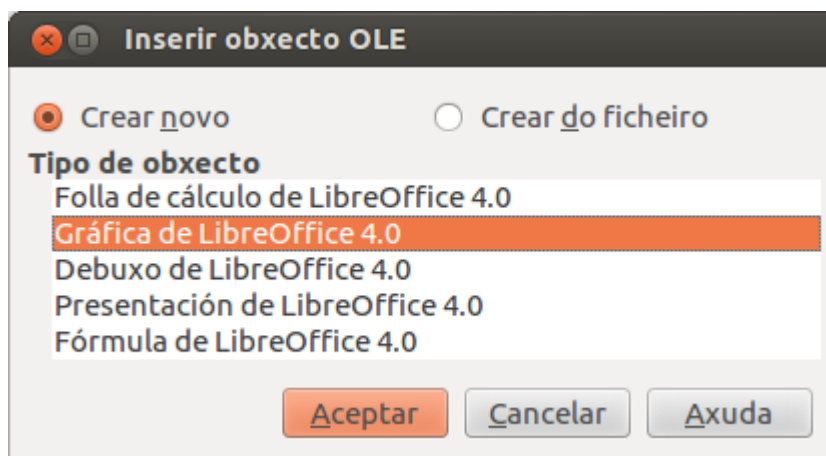 Inserir obxecto OLE
Crear novo Crear do ficheiro
Tipo de obxecto
Folla de cálculo de LibreOffice 4.0
Gráfica de LibreOffice 4.0
Debuxo de LibreOffice 4.0
Presentación de LibreOffice 4.0
Fórmula de LibreOffice 4.0
Aceptar Cancelar Axuda